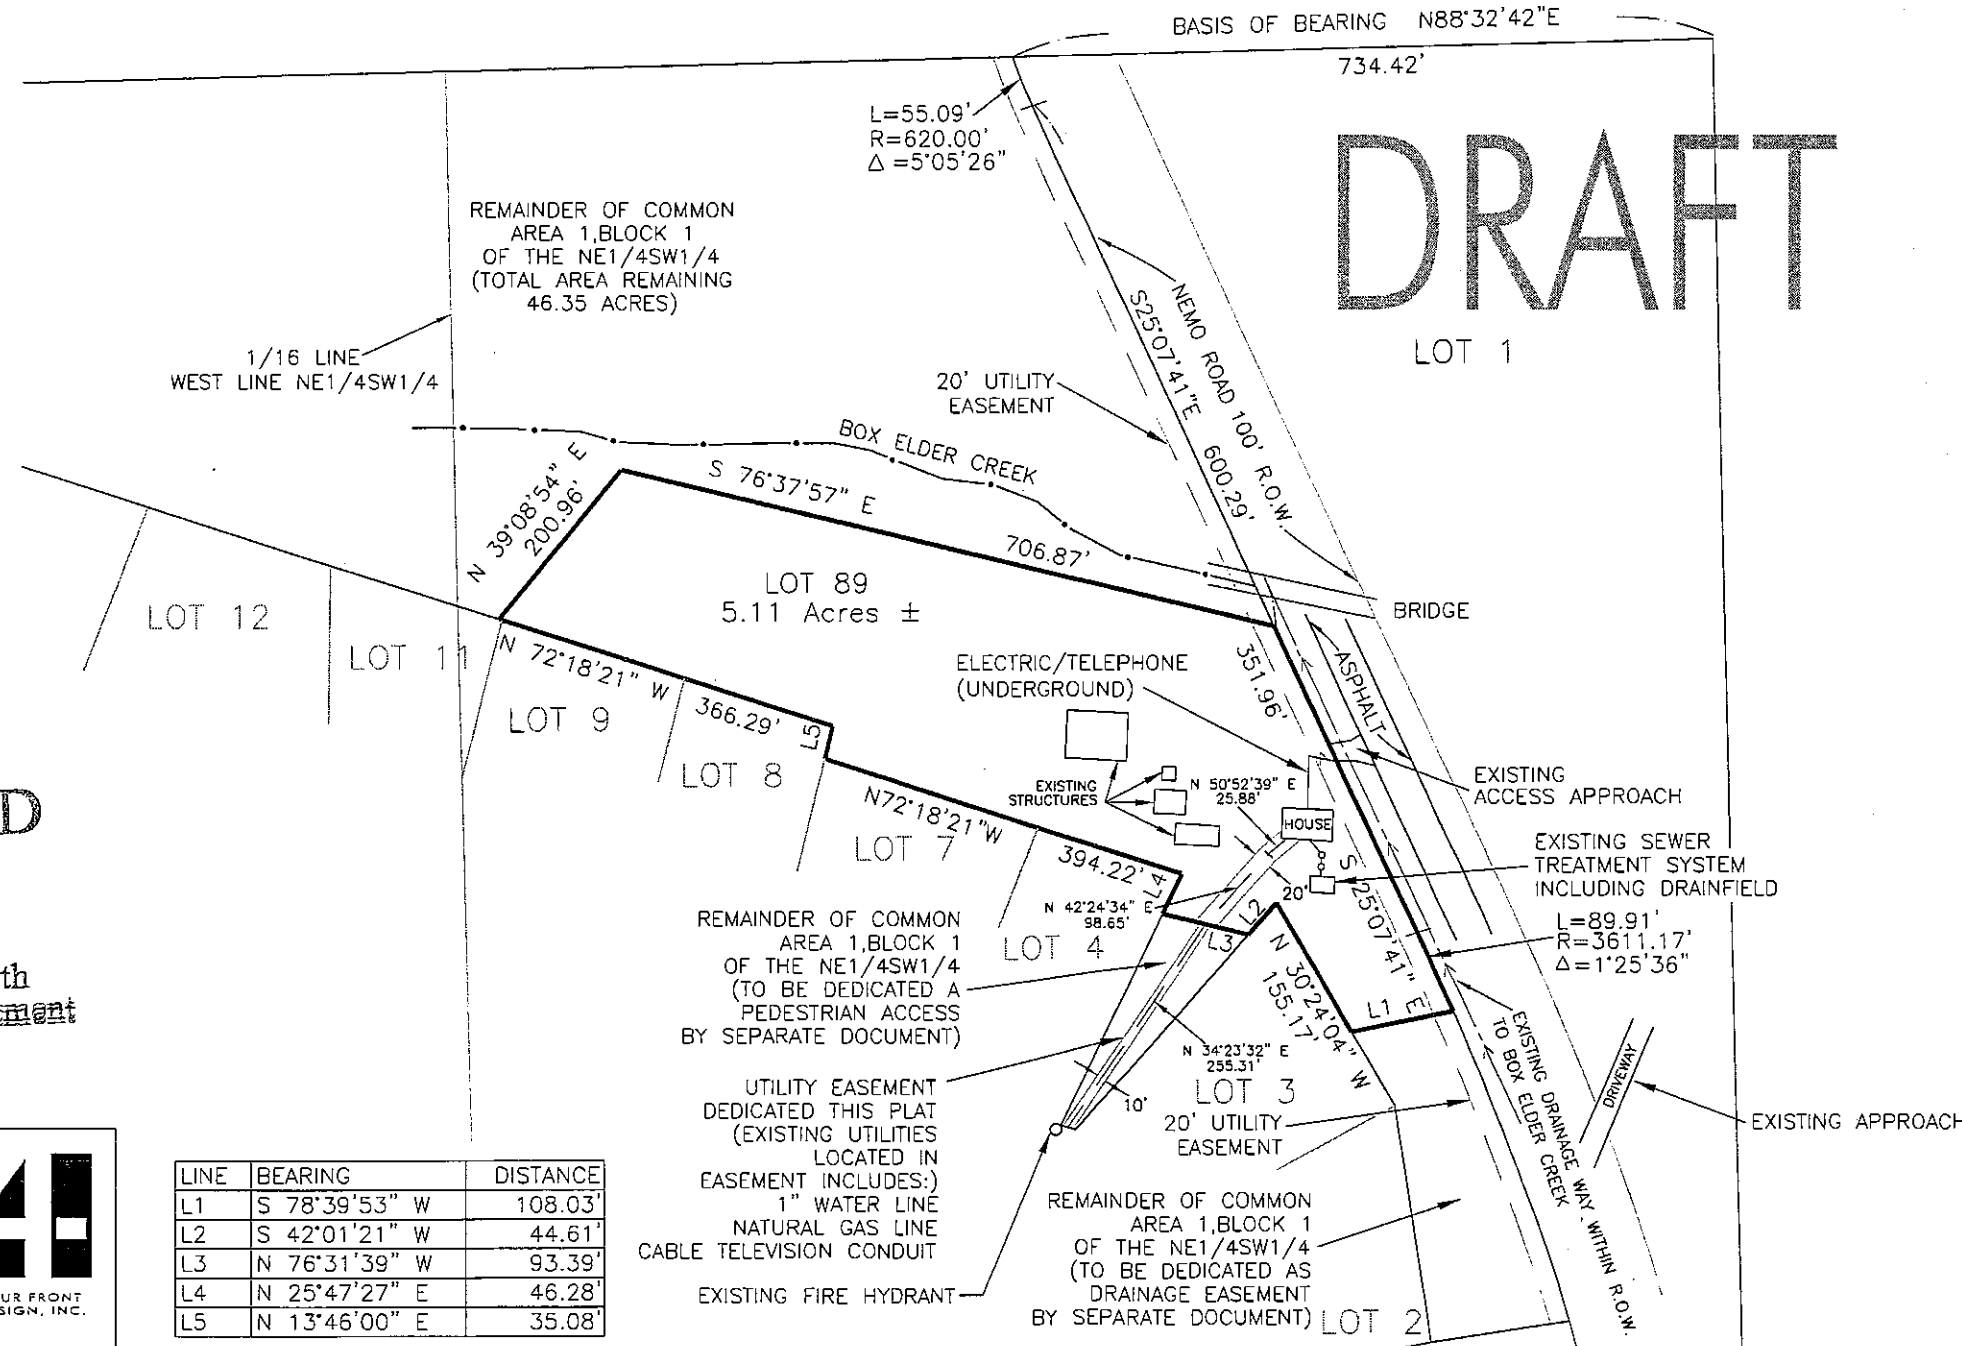 BASIS OF BEARING N88°32'42"E
734.42'
L=55.09'
R=620.00'
Δ =5°05'26"
DRAFT
LOT 1
REMAINDER OF COMMON
AREA 1,BLOCK 1
OF THE NE1/4SW1/4
(TOTAL AREA REMAINING
46.35 ACRES)
1/16 LINE
WEST LINE NE1/4SW1/4
20' UTILITY
EASEMENT
NEMO ROAD 100' R.O.W.
S25°07'41"E 600.29'
BOX ELDER CREEK
N 39°08'54" E
200.96'
S 76°37'57" E
706.87'
LOT 89
5.11 Acres ±
BRIDGE
LOT 12
LOT 11
N 72°18'21" W
366.29'
LOT 9
LOT 8
L5
ELECTRIC/TELEPHONE
(UNDERGROUND)
351.96'
ASPHALT
EXISTING
ACCESS APPROACH
EXISTING
STRUCTURES
N 50°52'39" E
25.88'
HOUSE
N72°18'21"W
394.22'
LOT 7
L4
EXISTING SEWER
TREATMENT SYSTEM
INCLUDING DRAINFIELD
S 25°07'41" E
20'
L=89.91'
R=3611.17'
Δ=1°25'36"
N 42°24'34" E
98.65'
L2
L3
LOT 4
REMAINDER OF COMMON
AREA 1,BLOCK 1
OF THE NE1/4SW1/4
(TO BE DEDICATED A
PEDESTRIAN ACCESS
BY SEPARATE DOCUMENT)
N 30°24'04" W
155.17'
L1
N 34°23'32" E
255.31'
LOT 3
10'
UTILITY EASEMENT
DEDICATED THIS PLAT
(EXISTING UTILITIES
LOCATED IN
EASEMENT INCLUDES:)
1" WATER LINE
NATURAL GAS LINE
CABLE TELEVISION CONDUIT
EXISTING FIRE HYDRANT
20' UTILITY
EASEMENT
EXISTING DRAINAGE WAY WITHIN R.O.W.
TO BOX ELDER CREEK
DRIVEWAY
EXISTING APPROACH
REMAINDER OF COMMON
AREA 1,BLOCK 1
OF THE NE1/4SW1/4
(TO BE DEDICATED AS
DRAINAGE EASEMENT
BY SEPARATE DOCUMENT)
LOT 2
D
th
ement
UR FRONT
SIGN, INC.
LINE BEARING DISTANCE
L1 S 78°39'53" W 108.03'
L2 S 42°01'21" W 44.61'
L3 N 76°31'39" W 93.39'
L4 N 25°47'27" E 46.28'
L5 N 13°46'00" E 35.08'